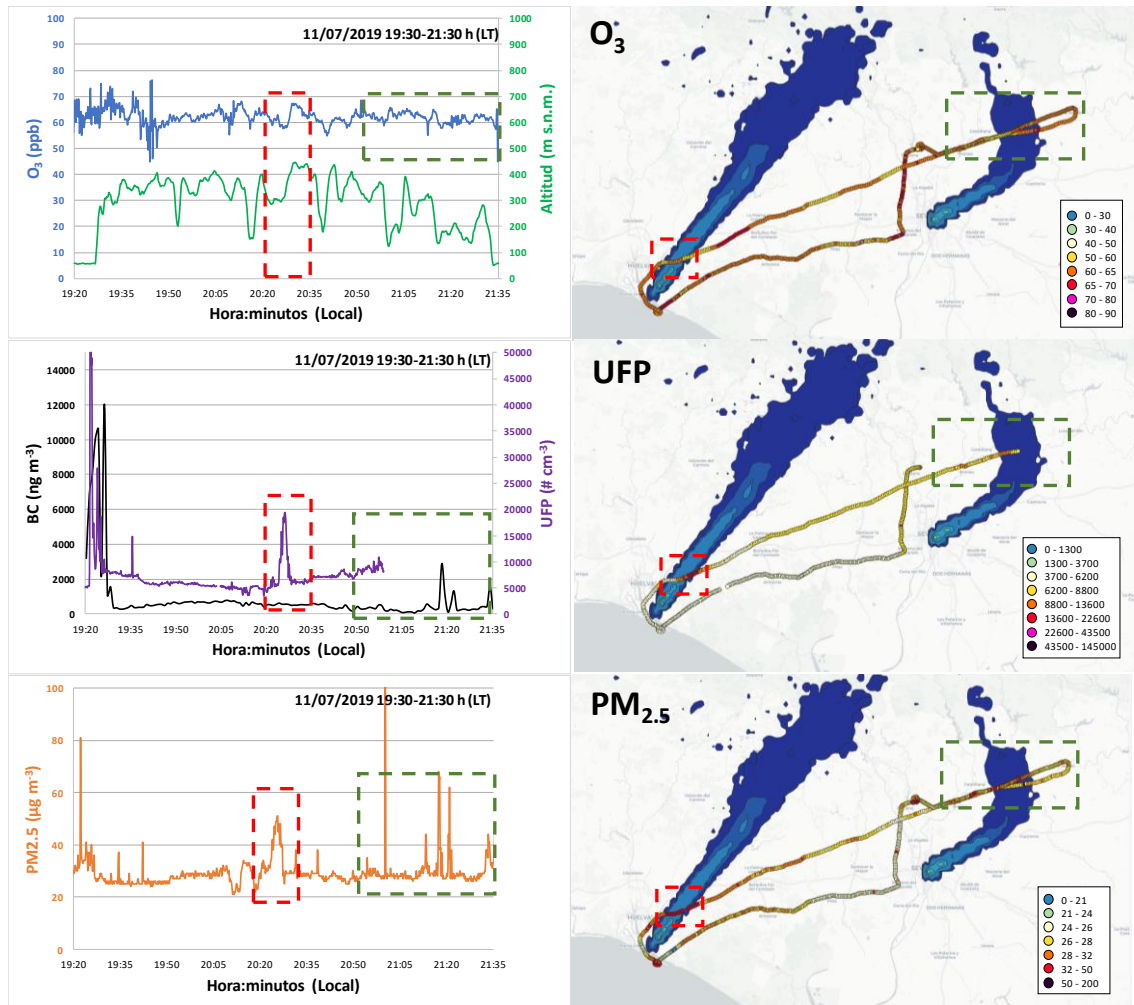 11/07/2019 19:30-21:30 h (LT)
O3 (ppb)
100
90
80
70
60
50
40
30
20
10
0
1000
900
800
700
600
500
400
300
200
100
0
Altitud (m s.n.m.)
19:20 19:35 19:50 20:05 20:20 20:35 20:50 21:05 21:20 21:35
Hora:minutos (Local)
O3
HUELVA
0 - 30
30 - 40
40 - 50
50 - 60
60 - 65
65 - 70
70 - 80
80 - 90
11/07/2019 19:30-21:30 h (LT)
BC (ng m-3)
14000
12000
10000
8000
6000
4000
2000
0
50000
45000
40000
35000
30000
25000
20000
15000
10000
5000
0
UFP (# cm-3)
19:20 19:35 19:50 20:05 20:20 20:35 20:50 21:05 21:20 21:35
Hora:minutos (Local)
UFP
HUELVA
DOS HERMANAS
0 - 1300
1300 - 3700
3700 - 6200
6200 - 8800
8800 - 13600
13600 - 22600
22600 - 43500
43500 - 145000
11/07/2019 19:30-21:30 h (LT)
PM2.5 (µg m-3)
100
80
60
40
20
0
19:20 19:35 19:50 20:05 20:20 20:35 20:50 21:05 21:20 21:35
Hora:minutos (Local)
PM2.5
HUELVA
DOS HERMANAS
0 - 21
21 - 24
24 - 26
26 - 28
28 - 32
32 - 50
50 - 200